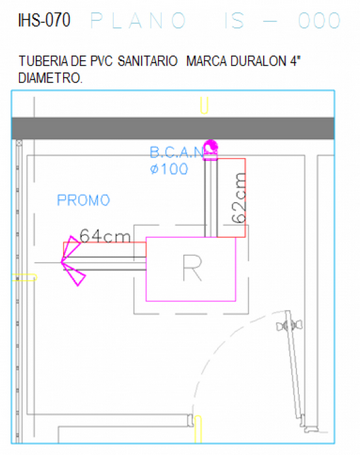 IHS-070 PLANO IS - 000
TUBERIA DE PVC SANITARIO MARCA DURALON 4"
DIAMETRO.
B.C.A.N
ø100
PROMO
62cm
64cm
R